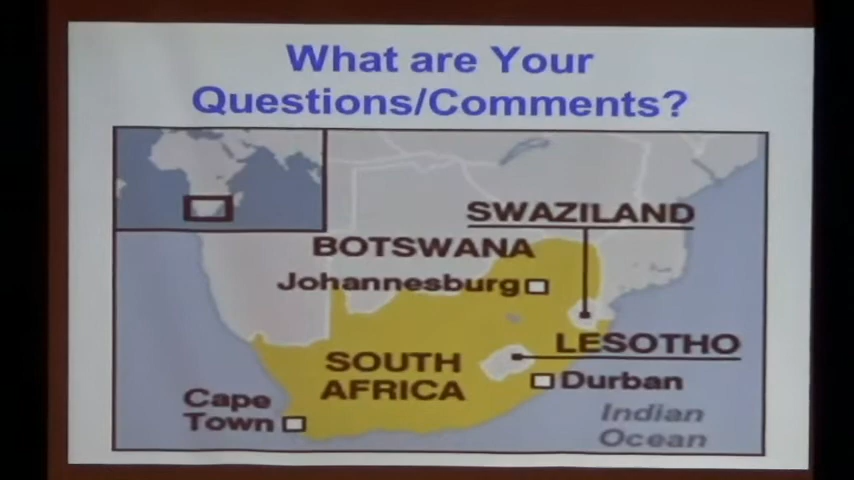 What are Your
Questions/Comments?
SWAZILAND
BOTSWANA
Johannesburg
LESOTHO
SOUTH
AFRICA
Durban
Cape
Town
Indian
Ocean